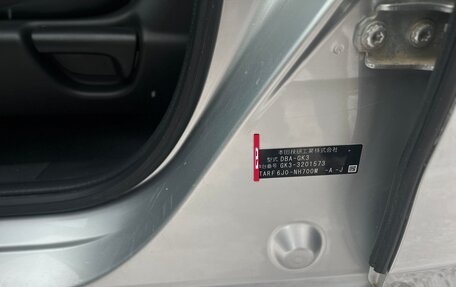 本田技研工業株式会社
型式 DBA-GK3
車台番号 GK3-3201573
TARF6J0-NH700M -A -J